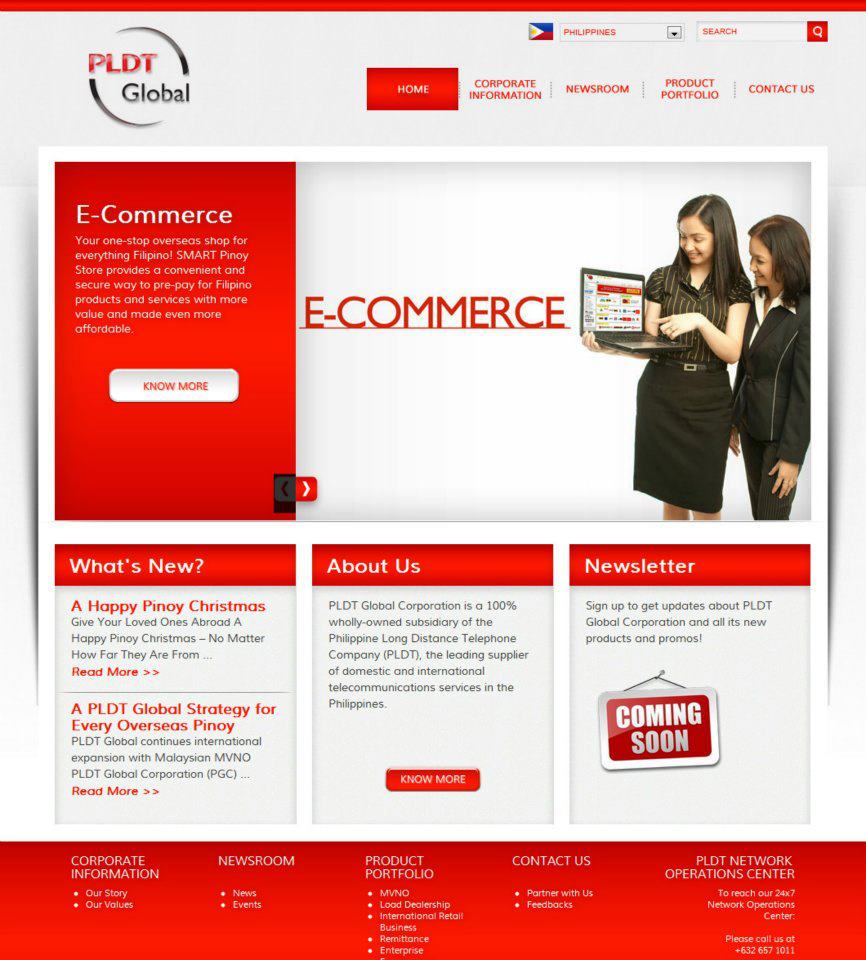 PLDT
Global
PHILIPPINES
SEARCH
HOME
CORPORATE
INFORMATION
NEWSROOM
PRODUCT
PORTFOLIO
CONTACT US
E-Commerce
Your one-stop overseas shop for
everything Filipino! SMART Pinoy
Store provides a convenient and
secure way to pre-pay for Filipino
products and services with more
value and made even more
affordable.
KNOW MORE
E-COMMERCE
What's New?
A Happy Pinoy Christmas
Give Your Loved Ones Abroad A
Happy Pinoy Christmas – No Matter
How Far They Are From ...
Read More >>
A PLDT Global Strategy for
Every Overseas Pinoy
PLDT Global continues international
expansion with Malaysian MVNO
PLDT Global Corporation (PGC) ...
Read More >>
About Us
PLDT Global Corporation is a 100%
wholly-owned subsidiary of the
Philippine Long Distance Telephone
Company (PLDT), the leading supplier
of domestic and international
telecommunications services in the
Philippines.
KNOW MORE
Newsletter
Sign up to get updates about PLDT
Global Corporation and all its new
products and promos!
COMING
SOON
CORPORATE
INFORMATION
Our Story
Our Values
NEWSROOM
News
Events
PRODUCT
PORTFOLIO
MVNO
Load Dealership
International Retail
Business
Remittance
Enterprise
CONTACT US
Partner with Us
Feedbacks
PLDT NETWORK
OPERATIONS CENTER
To reach our 24x7
Network Operations
Center:
Please call us at
+632 657 1011